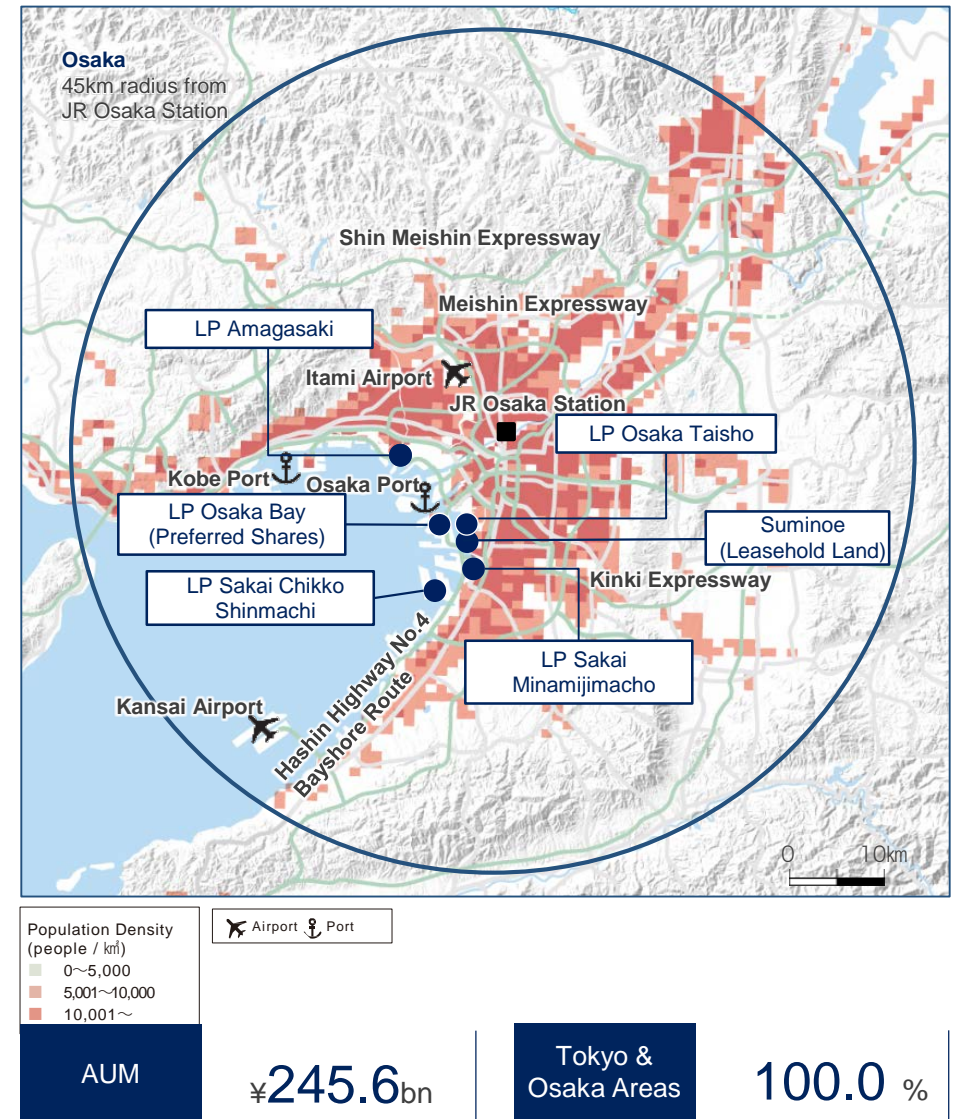 Osaka
45km radius from
JR Osaka Station
Shin Meishin Expressway
Meishin Expressway
LP Amagasaki
Itami Airport
JR Osaka Station
LP Osaka Taisho
Kobe Port
Osaka Port
LP Osaka Bay
(Preferred Shares)
Suminoe
(Leasehold Land)
Kinki Expressway
LP Sakai Chikko
Shinmachi
LP Sakai
Minamijimacho
Hashin Highway No.4
Bayshore Route
Kansai Airport
0 10km
Population Density
(people / ㎢)
0～5,000
5,001～10,000
10,001～
Airport Port
AUM
¥245.6bn
Tokyo &
Osaka Areas
100.0 %